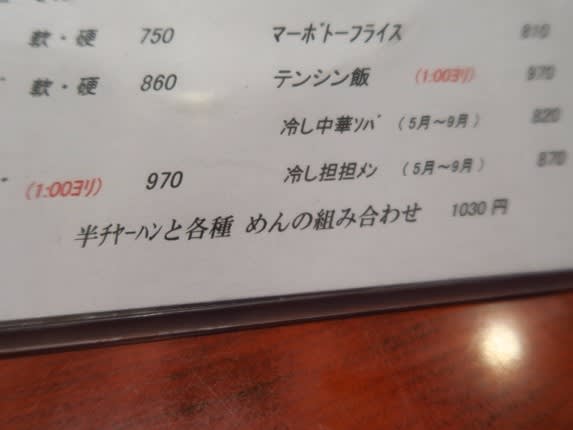 軟・硬 750
軟・硬 860
(1:00ヨリ) 970
マーボトーフライス 810
テンシン飯 (1:00ヨリ) 970
冷し中華ソバ (5月～9月) 820
冷し担担メン (5月～9月) 870
半チャーハンと各種 めんの組み合わせ 1030円